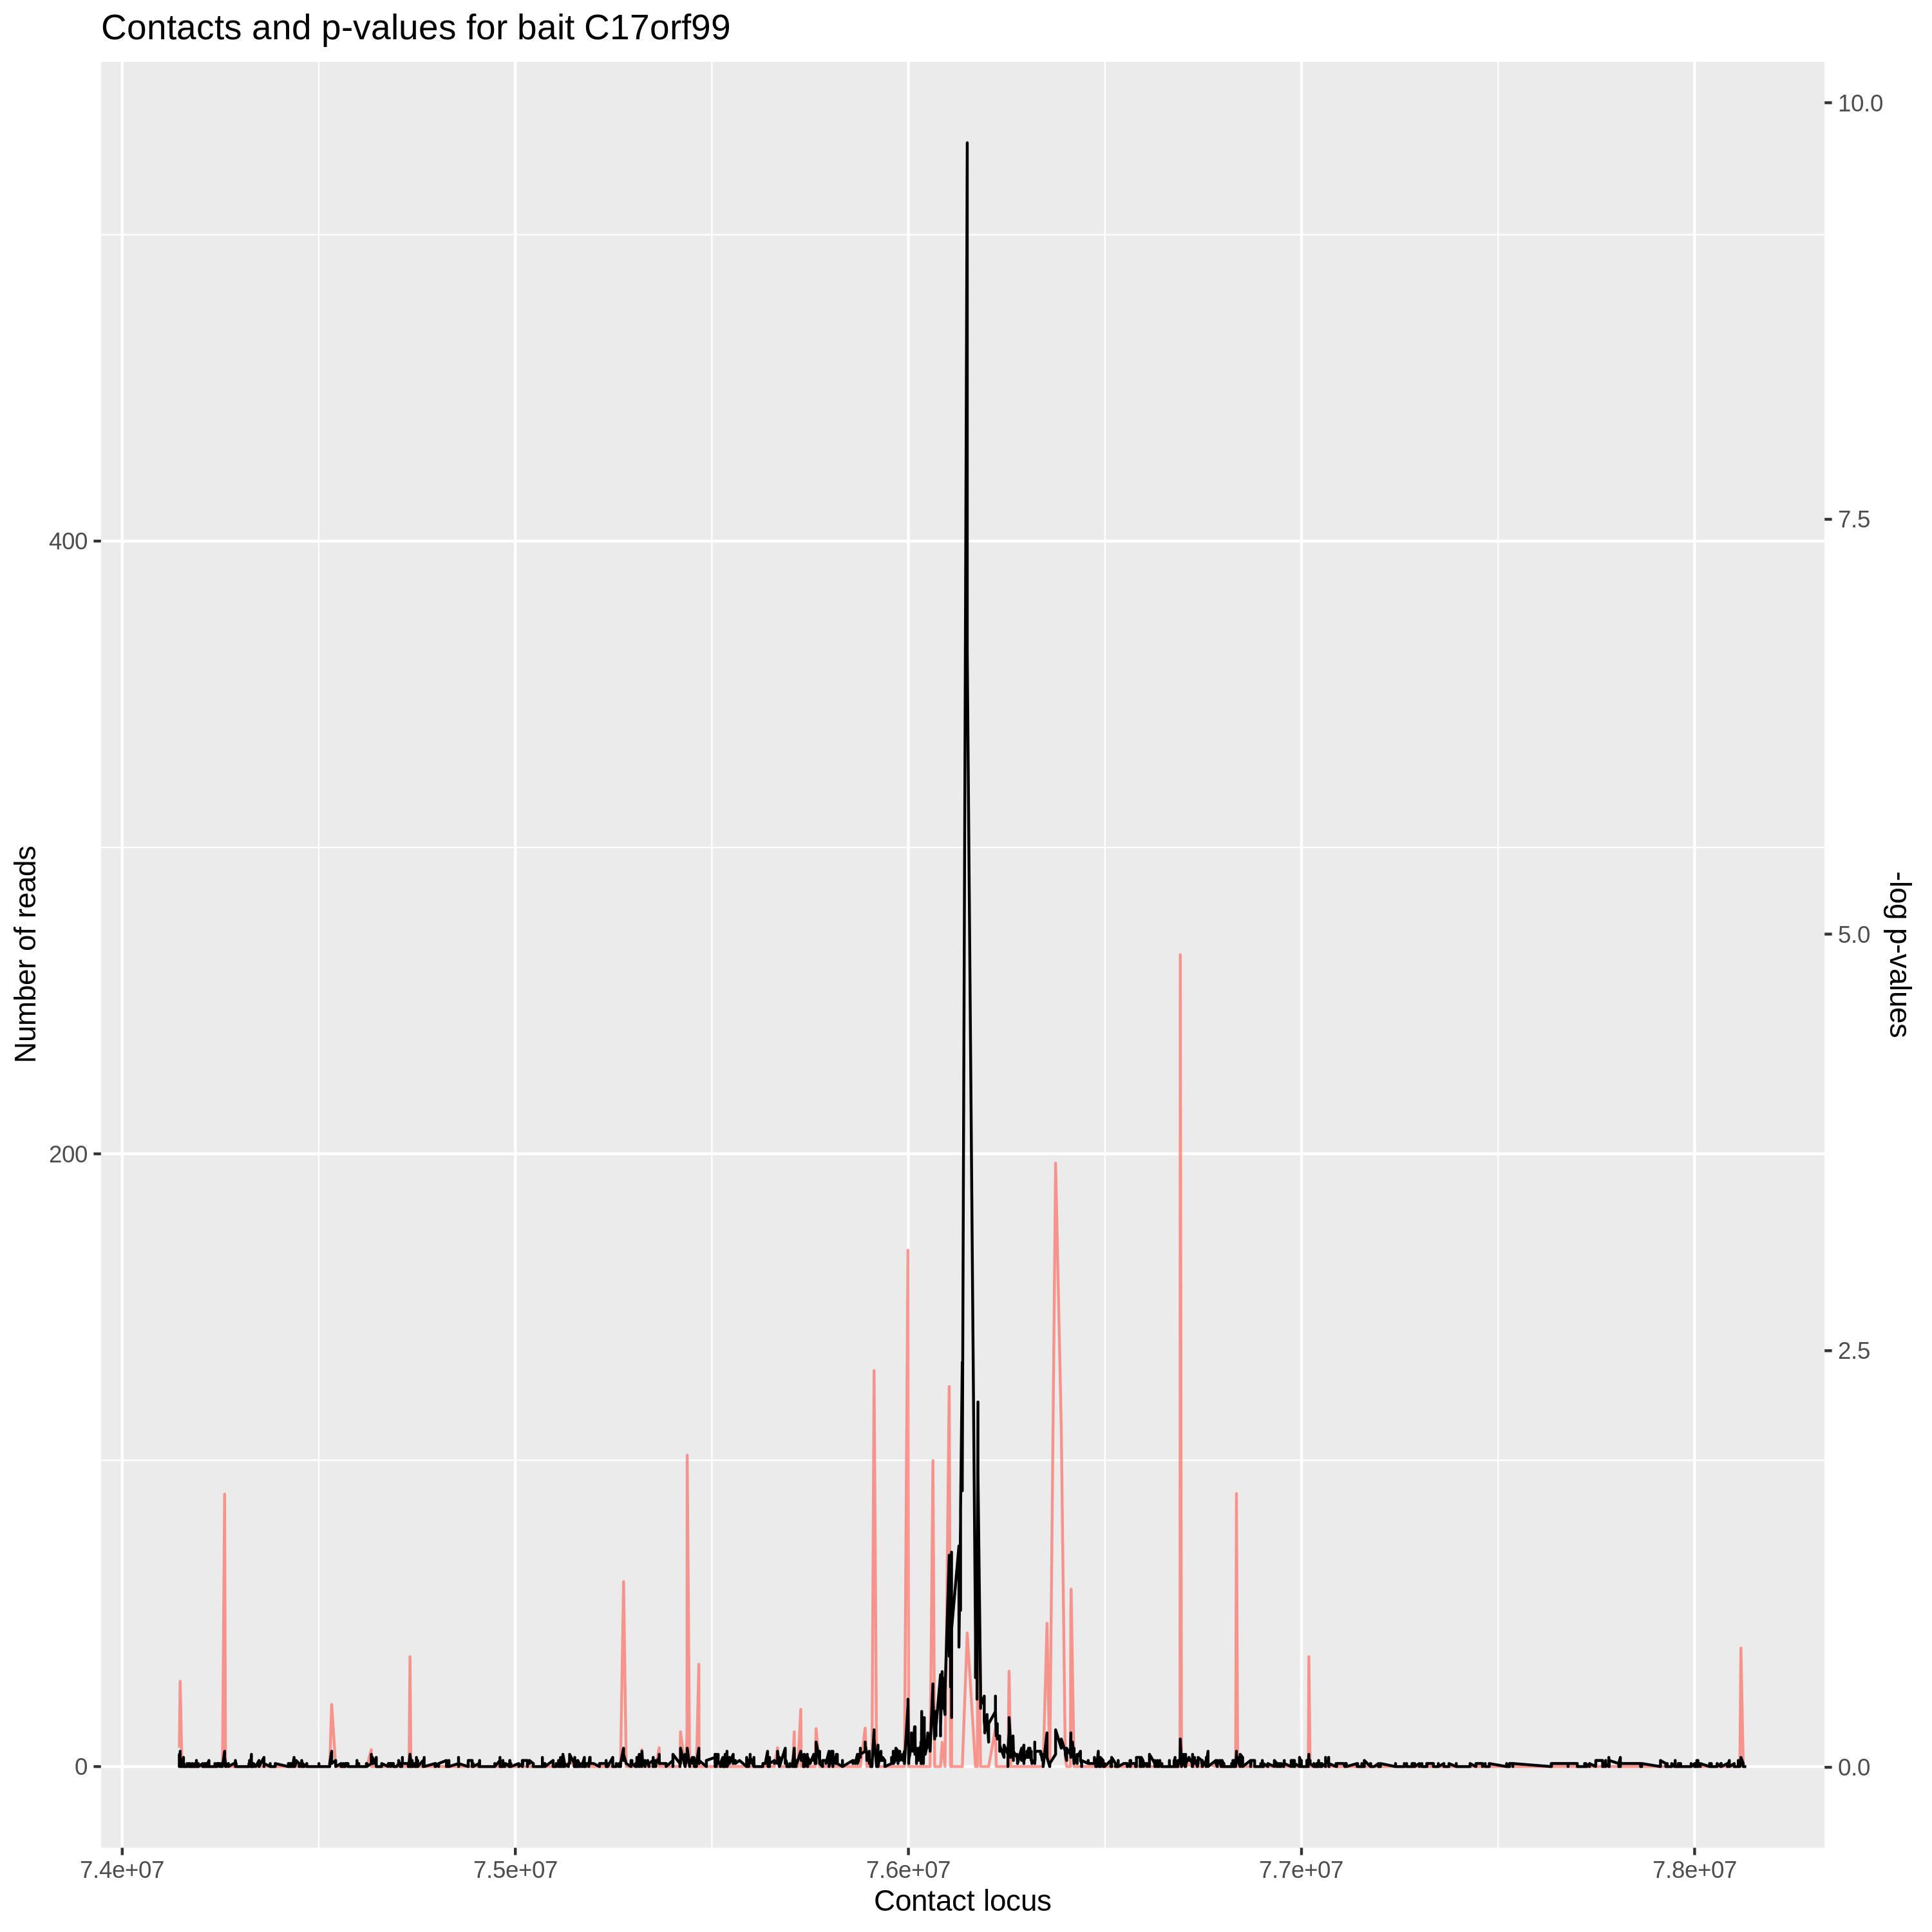 Contacts and p-values for bait C17orf99
10.0
7.5
5.0
2.5
0.0
400
200
0
Number of reads
-log p-values
7.4e+07
7.5e+07
7.6e+07
7.7e+07
7.8e+07
Contact locus